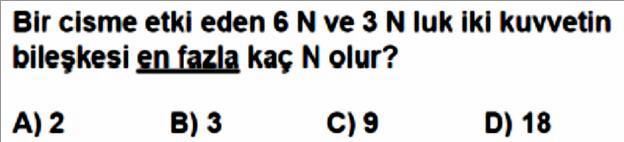 Bir cisme etki eden 6 N ve 3 N luk iki kuvvetin
bileşkesi en fazla kaç N olur?
A) 2 B) 3 C) 9 D) 18